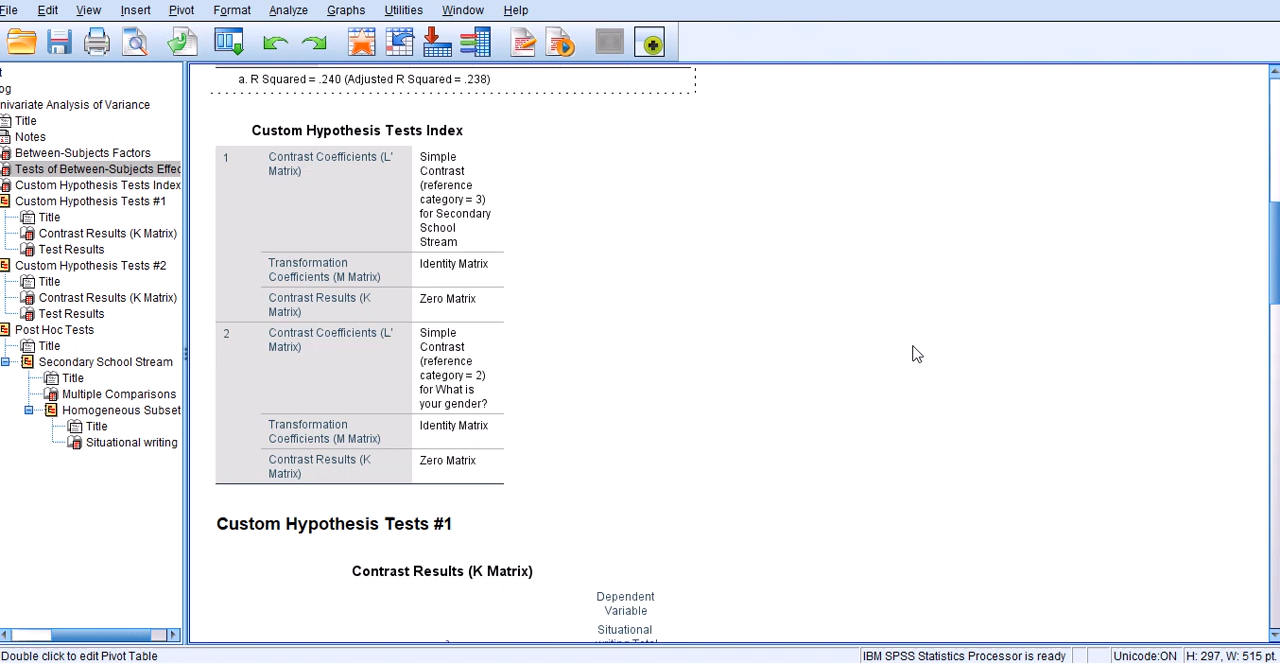 File Edit View Insert Pivot Format Analyze Graphs Utilities Window Help
t
og
nivariate Analysis of Variance
Title
Notes
Between-Subjects Factors
Tests of Between-Subjects Effec
Custom Hypothesis Tests Index
Custom Hypothesis Tests #1
Title
Contrast Results (K Matrix)
Test Results
Custom Hypothesis Tests #2
Title
Contrast Results (K Matrix)
Test Results
Post Hoc Tests
Title
Secondary School Stream
Title
Multiple Comparisons
Homogeneous Subset
Title
Situational writing
a. R Squared = .240 (Adjusted R Squared = .238)
Custom Hypothesis Tests Index
1
Contrast Coefficients (L'
Matrix)
Simple
Contrast
(reference
category = 3)
for Secondary
School
Stream
Transformation
Coefficients (M Matrix)
Identity Matrix
Contrast Results (K
Matrix)
Zero Matrix
2
Contrast Coefficients (L'
Matrix)
Simple
Contrast
(reference
category = 2)
for What is
your gender?
Transformation
Coefficients (M Matrix)
Identity Matrix
Contrast Results (K
Matrix)
Zero Matrix
Custom Hypothesis Tests #1
Contrast Results (K Matrix)
Dependent
Variable
Situational
writing Total
Double click to edit Pivot Table
IBM SPSS Statistics Processor is ready
Unicode:ON
H: 297, W: 515 pt.